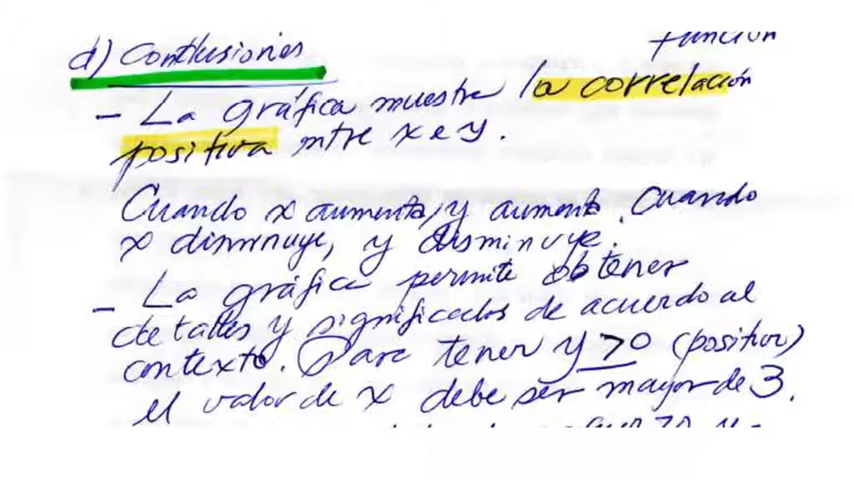 función
d) Conclusiones
- La gráfica muestra la correlación
positiva entre x e y.
Cuando x aumenta, y aumenta. Cuando
x disminuye, y disminuye.
- La gráfica permite obtener
detalles y significados de acuerdo al
contexto. Para tener y > 0 (positivo)
el valor de x debe ser mayor de 3.